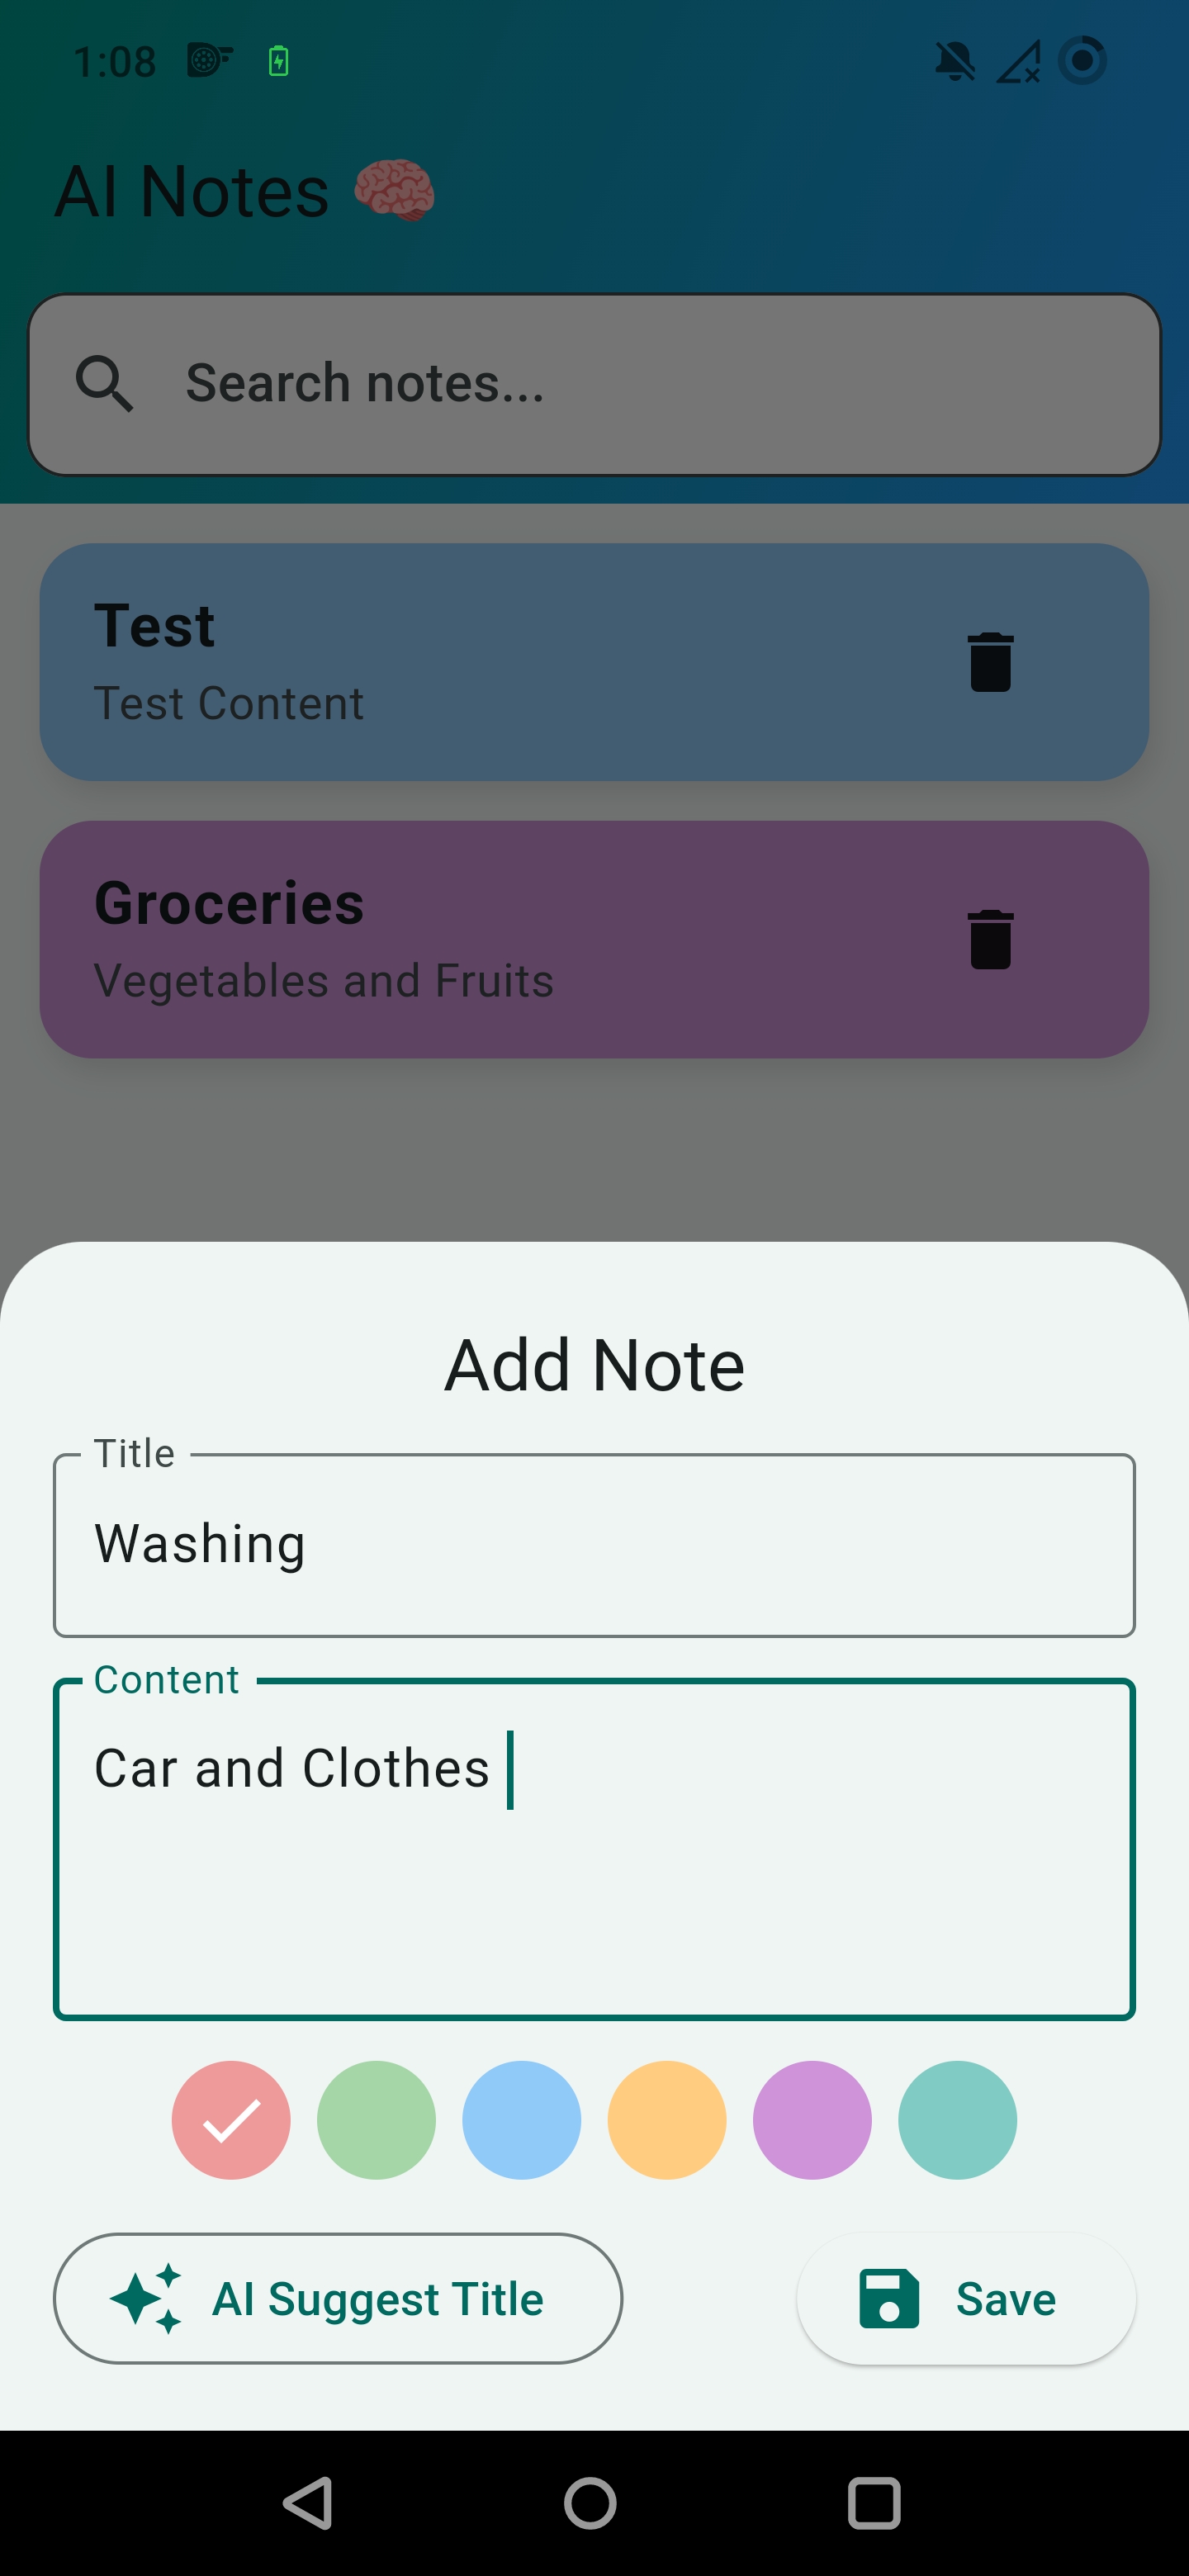 1:08
AI Notes 🧠
Search notes...
Test
Test Content
Groceries
Vegetables and Fruits
Add Note
Title
Washing
Content
Car and Clothes
AI Suggest Title
Save